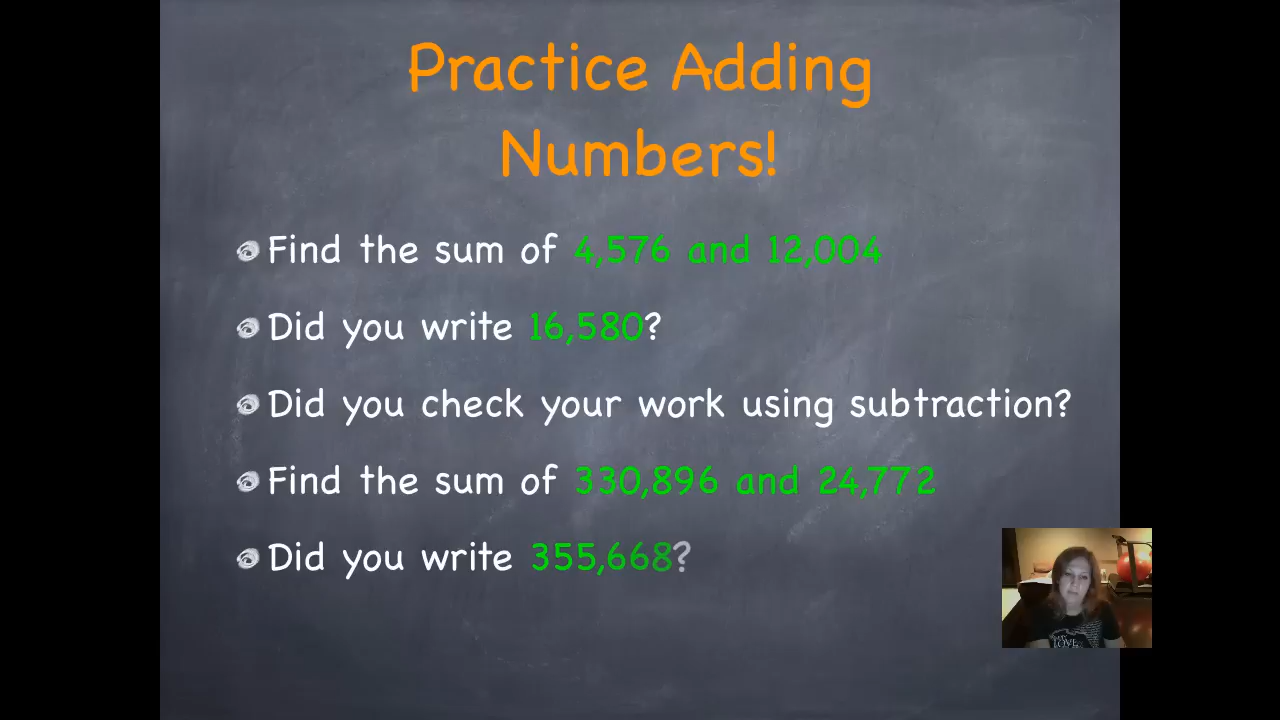 Practice Adding
Numbers!
Find the sum of 4,576 and 12,004
Did you write 16,580?
Did you check your work using subtraction?
Find the sum of 330,896 and 24,772
Did you write 355,668?
LOVE